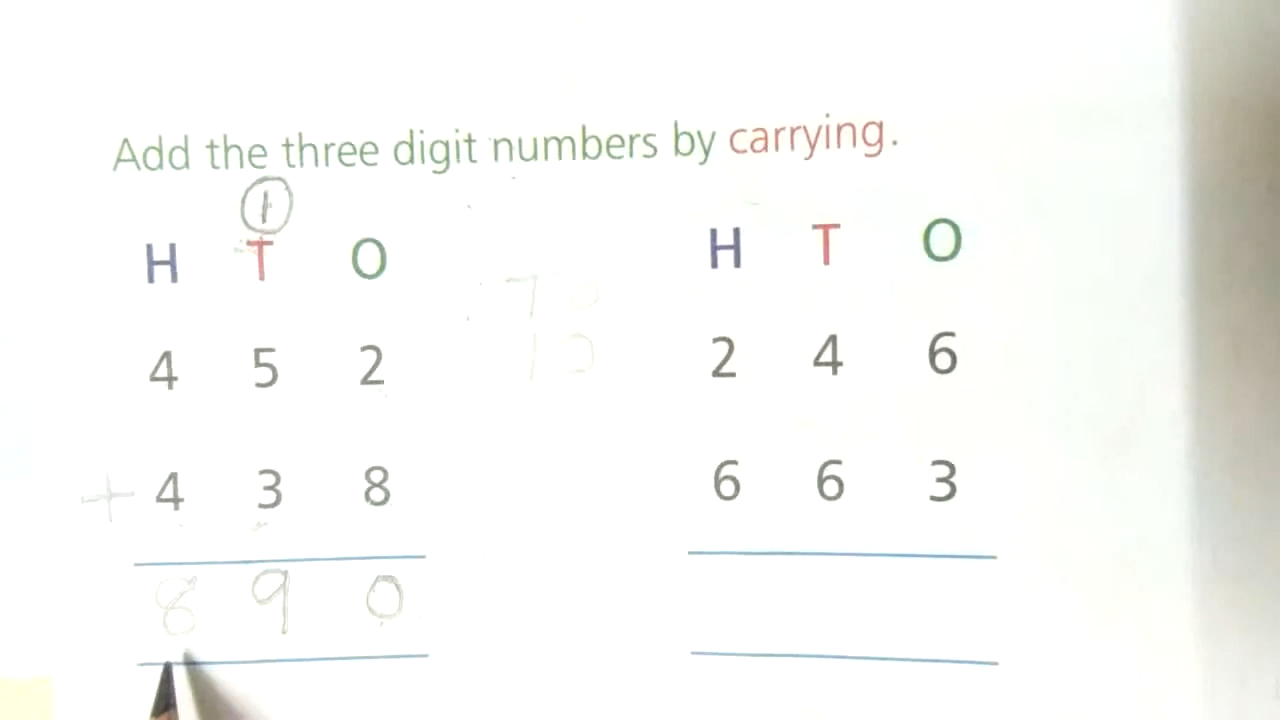 Add the three digit numbers by carrying.
1
H T O
4 5 2
+ 4 3 8
8 9 0
H T O
2 4 6
6 6 3